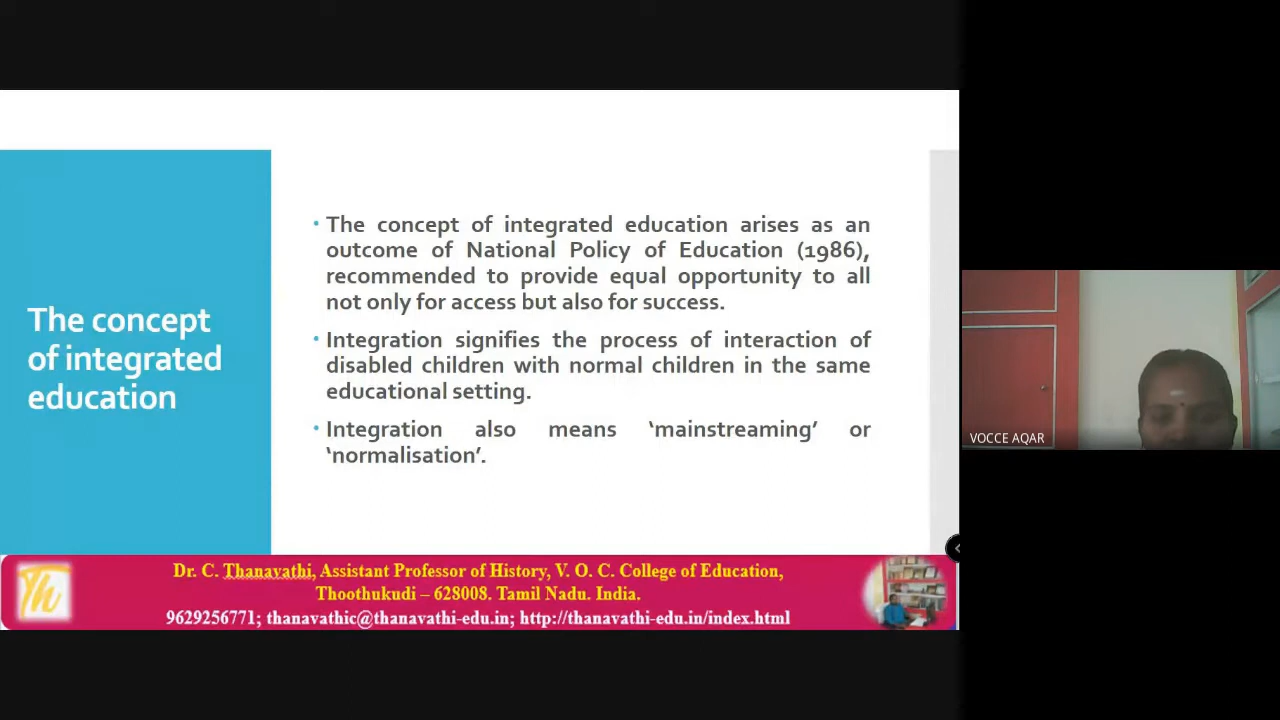 The concept
of integrated
education
• The concept of integrated education arises as an
outcome of National Policy of Education (1986),
recommended to provide equal opportunity to all
not only for access but also for success.
• Integration signifies the process of interaction of
disabled children with normal children in the same
educational setting.
• Integration also means ‘mainstreaming’ or
‘normalisation’.
VOCCE AQAR
Th
Dr. C. Thanavathi, Assistant Professor of History, V. O. C. College of Education,
Thoothukudi – 628008. Tamil Nadu. India.
9629256771; thanavathic@thanavathi-edu.in; http://thanavathi-edu.in/index.html